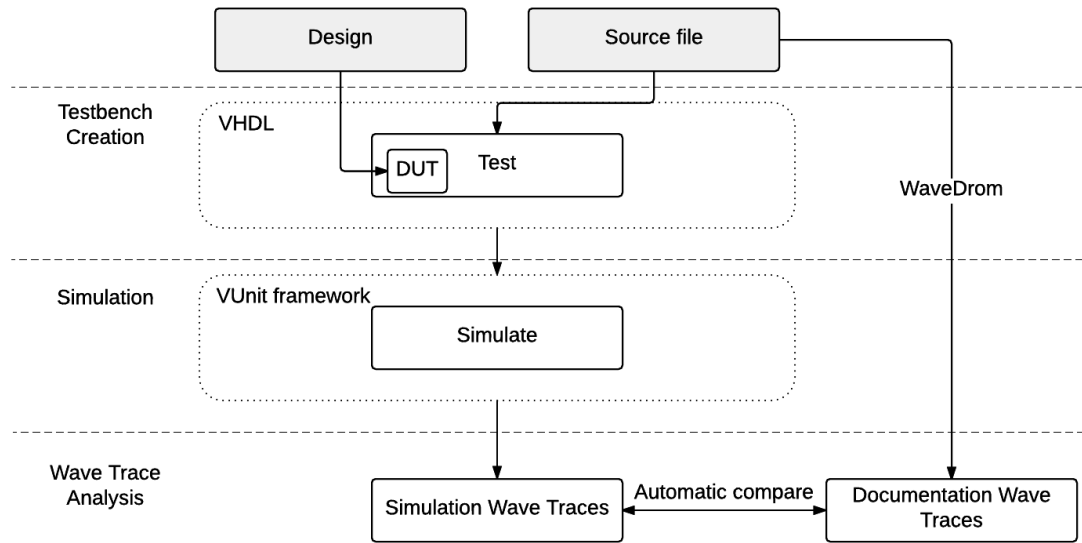 Design
Source file
Testbench
Creation
VHDL
DUT
Test
WaveDrom
Simulation
VUnit framework
Simulate
Wave Trace
Analysis
Simulation Wave Traces
Automatic compare
Documentation Wave
Traces